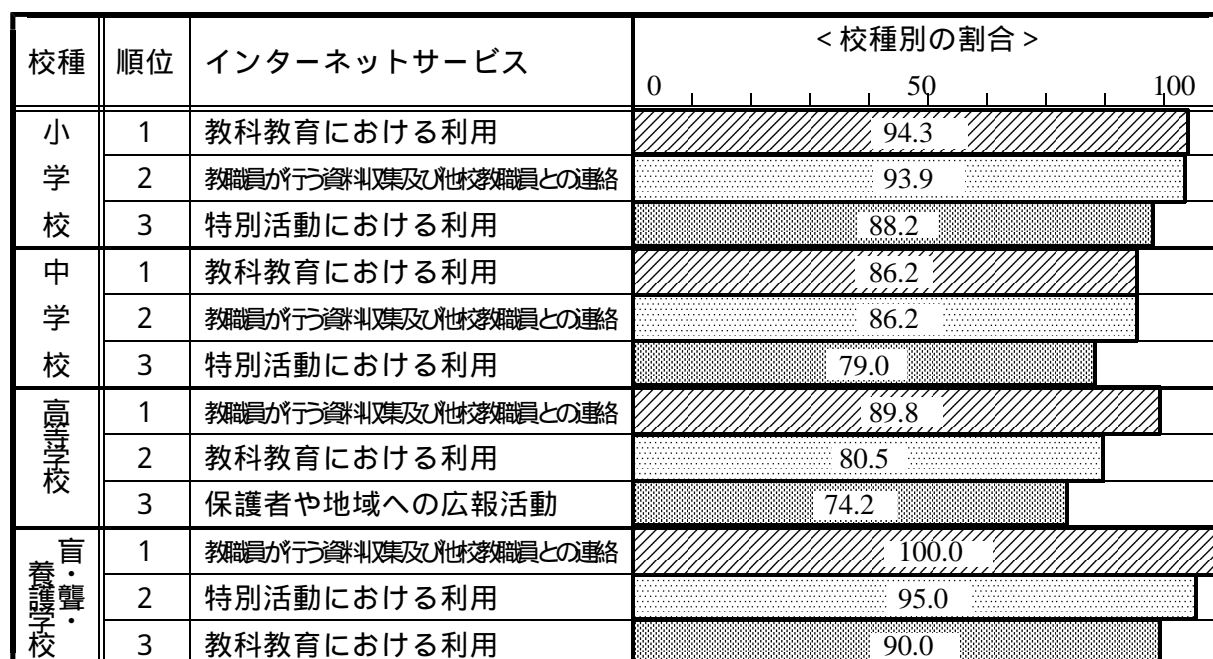 校種 順位 インターネットサービス <校種別の割合>
0 50 100
小学校 1 教科教育における利用 94.3
2 教職員が行う資料収集及び他校教職員との連絡 93.9
3 特別活動における利用 88.2
中学校 1 教科教育における利用 86.2
2 教職員が行う資料収集及び他校教職員との連絡 86.2
3 特別活動における利用 79.0
高等学校 1 教職員が行う資料収集及び他校教職員との連絡 89.8
2 教科教育における利用 80.5
3 保護者や地域への広報活動 74.2
盲・聾・養護学校 1 教職員が行う資料収集及び他校教職員との連絡 100.0
2 特別活動における利用 95.0
3 教科教育における利用 90.0